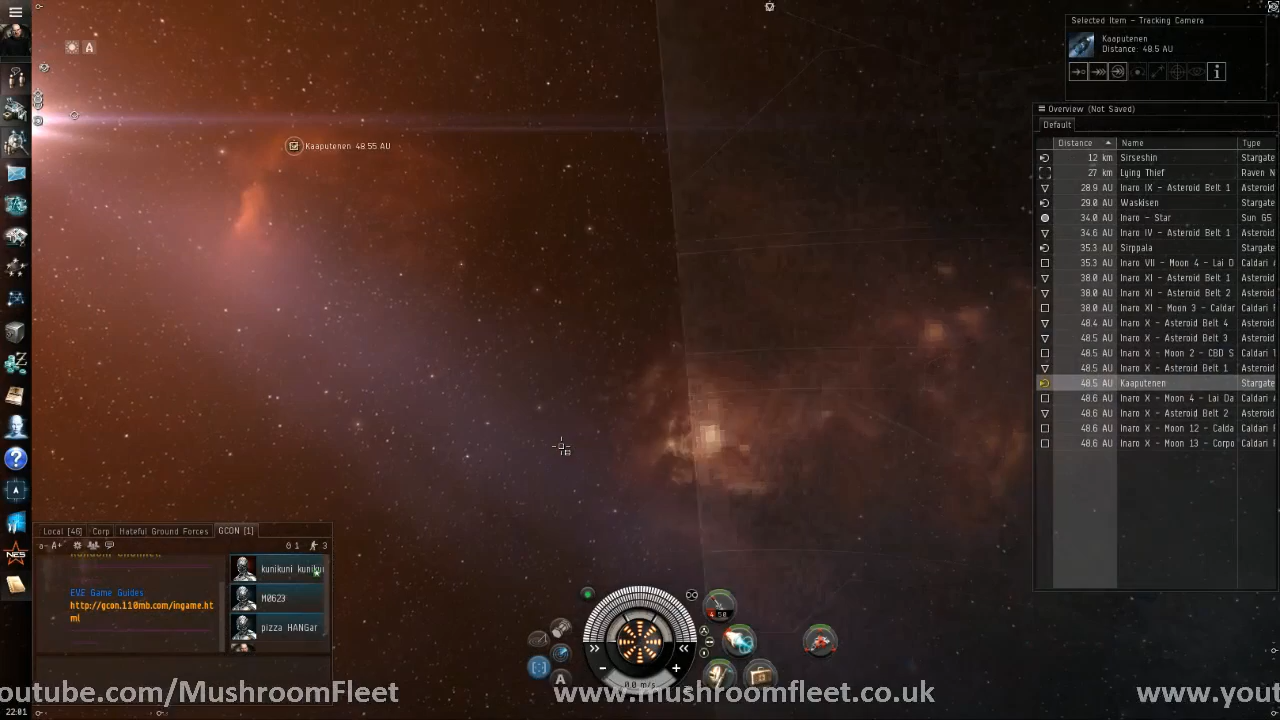 Selected Item - Tracking Camera
Kaaputenen
Distance: 48.5 AU
A
Kaaputenen 48.55 AU
Overview (Not Saved)
Default
Distance Name Type
12 km Sirseshin Stargate
27 km Lying Thief Raven N
28.9 AU Inaro IX - Asteroid Belt 1 Asteroid
29.0 AU Waskisen Stargate
34.0 AU Inaro - Star Sun G5
34.6 AU Inaro IV - Asteroid Belt 1 Asteroid
35.3 AU Sirppala Stargate
35.3 AU Inaro VII - Moon 4 - Lai D Caldari
38.0 AU Inaro XI - Asteroid Belt 1 Asteroid
38.0 AU Inaro XI - Asteroid Belt 2 Asteroid
38.0 AU Inaro XI - Moon 3 - Caldar Caldari
48.4 AU Inaro X - Asteroid Belt 4 Asteroid
48.5 AU Inaro X - Asteroid Belt 3 Asteroid
48.5 AU Inaro X - Moon 2 - CBD S Caldari
48.5 AU Inaro X - Asteroid Belt 1 Asteroid
48.5 AU Kaaputenen Stargate
48.6 AU Inaro X - Moon 4 - Lai Da Caldari
48.6 AU Inaro X - Asteroid Belt 2 Asteroid
48.6 AU Inaro X - Moon 12 - Calda Caldari
48.6 AU Inaro X - Moon 13 - Corpo Caldari
Local [46] Corp Hateful Ground Forces GCON [1]
a- A+ 0 1 3
EVE Game Guides
http://gcon.110mb.com/ingame.ht
ml
kunikuni kuniku
M0623
pizza HANGar
NES
4 50
A
0.0 m/s
outube.com/MushroomFleet www.mushroomfleet.co.uk www.yout
22:01